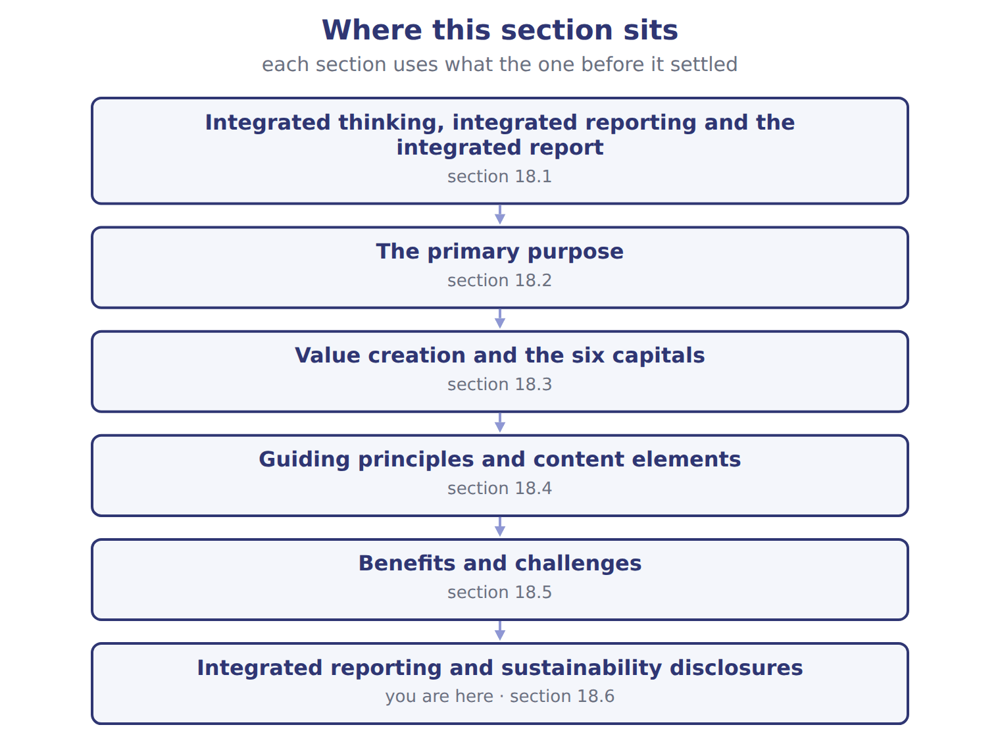 Where this section sits
each section uses what the one before it settled
Integrated thinking, integrated reporting and the
integrated report
section 18.1
The primary purpose
section 18.2
Value creation and the six capitals
section 18.3
Guiding principles and content elements
section 18.4
Benefits and challenges
section 18.5
Integrated reporting and sustainability disclosures
you are here · section 18.6